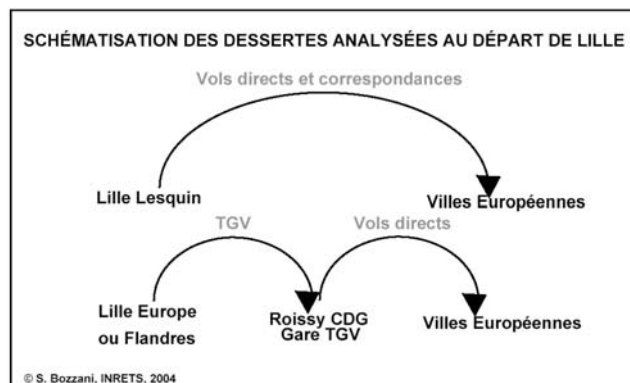 SCHÉMATISATION DES DESSERTES ANALYSÉES AU DÉPART DE LILLE
Vols directs et correspondances
Lille Lesquin
Villes Européennes
TGV
Vols directs
Lille Europe
ou Flandres
Roissy CDG
Gare TGV
Villes Européennes
© S. Bozzani, INRETS, 2004